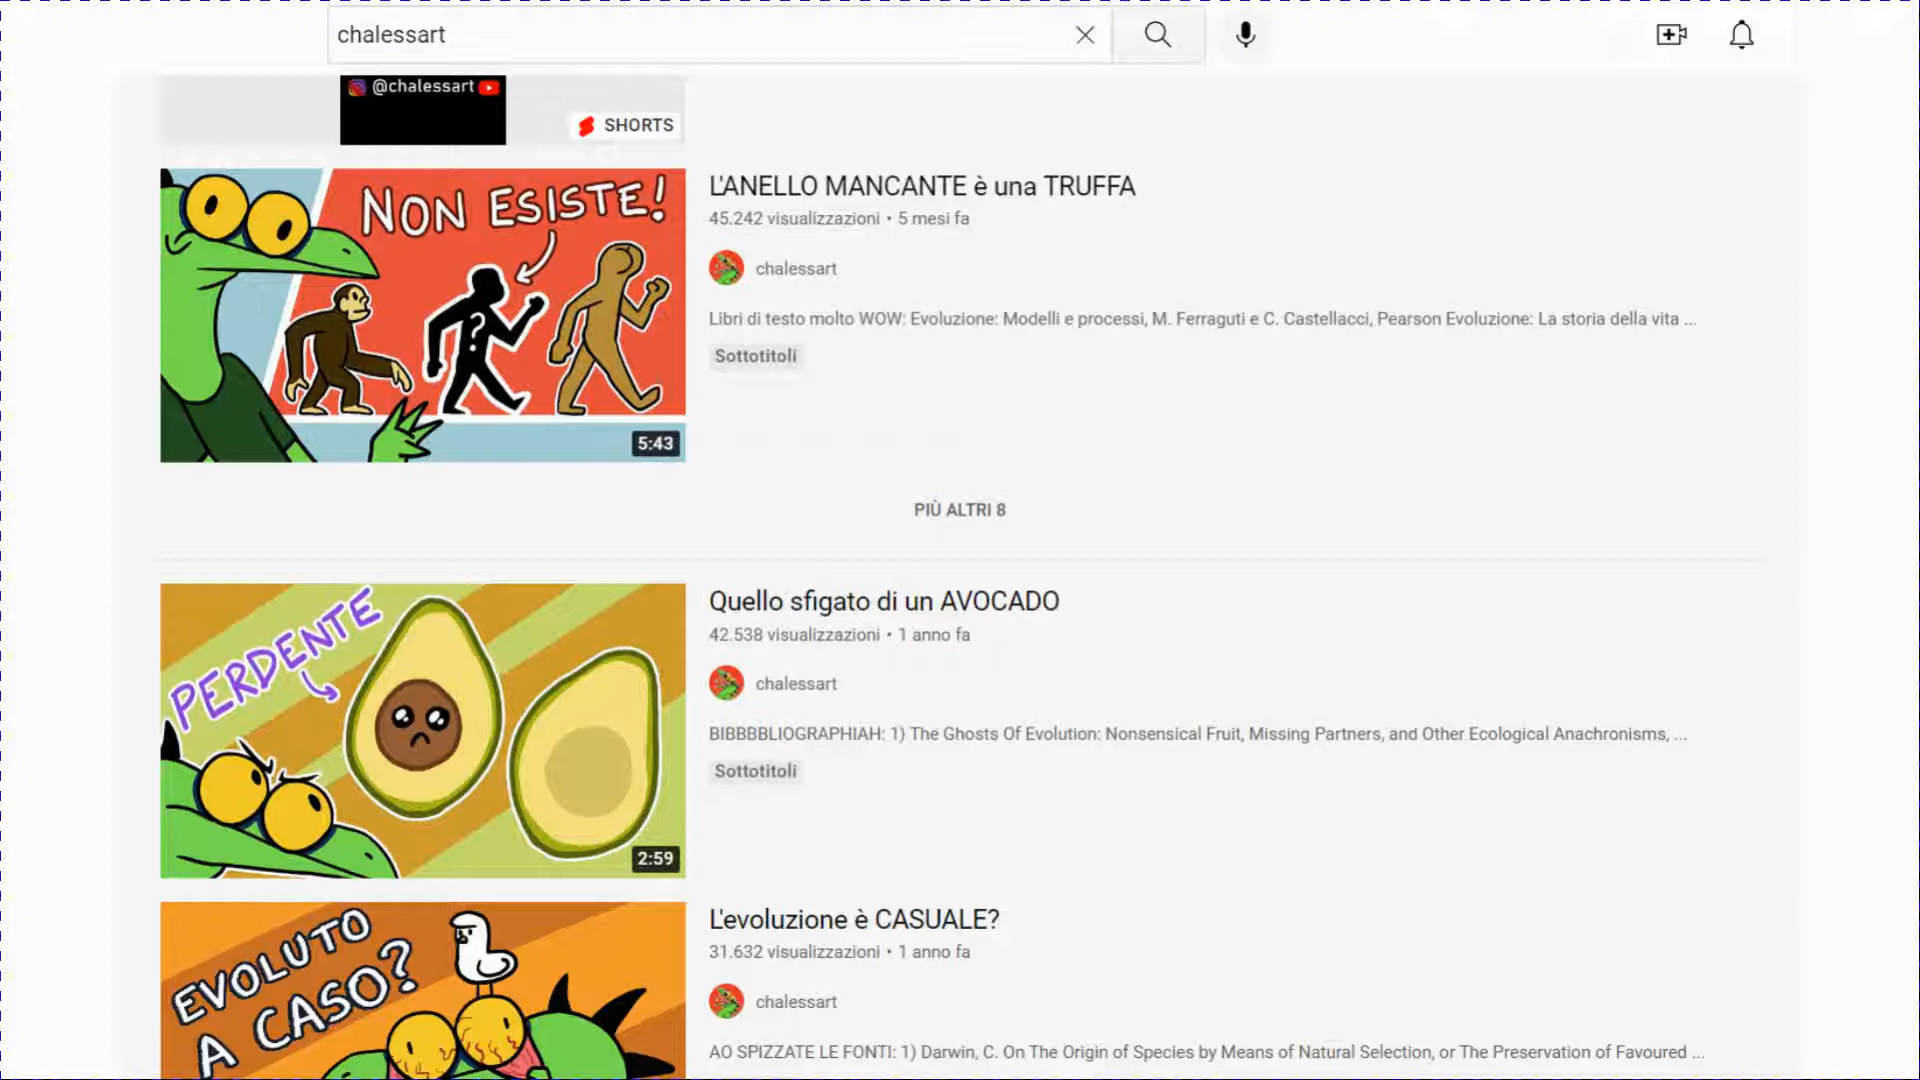 chalessart
@chalessart
SHORTS
NON ESISTE!
?
5:43
L'ANELLO MANCANTE è una TRUFFA
45.242 visualizzazioni • 5 mesi fa
chalessart
Libri di testo molto WOW: Evoluzione: Modelli e processi, M. Ferraguti e C. Castellacci, Pearson Evoluzione: La storia della vita ...
Sottotitoli
PIÙ ALTRI 8
PERDENTE
2:59
Quello sfigato di un AVOCADO
42.538 visualizzazioni • 1 anno fa
chalessart
BIBBBBLIOGRAPHIAH: 1) The Ghosts Of Evolution: Nonsensical Fruit, Missing Partners, and Other Ecological Anachronisms, ...
Sottotitoli
EVOLUTO
A CASO?
L'evoluzione è CASUALE?
31.632 visualizzazioni • 1 anno fa
chalessart
AO SPIZZATE LE FONTI: 1) Darwin, C. On The Origin of Species by Means of Natural Selection, or The Preservation of Favoured ...